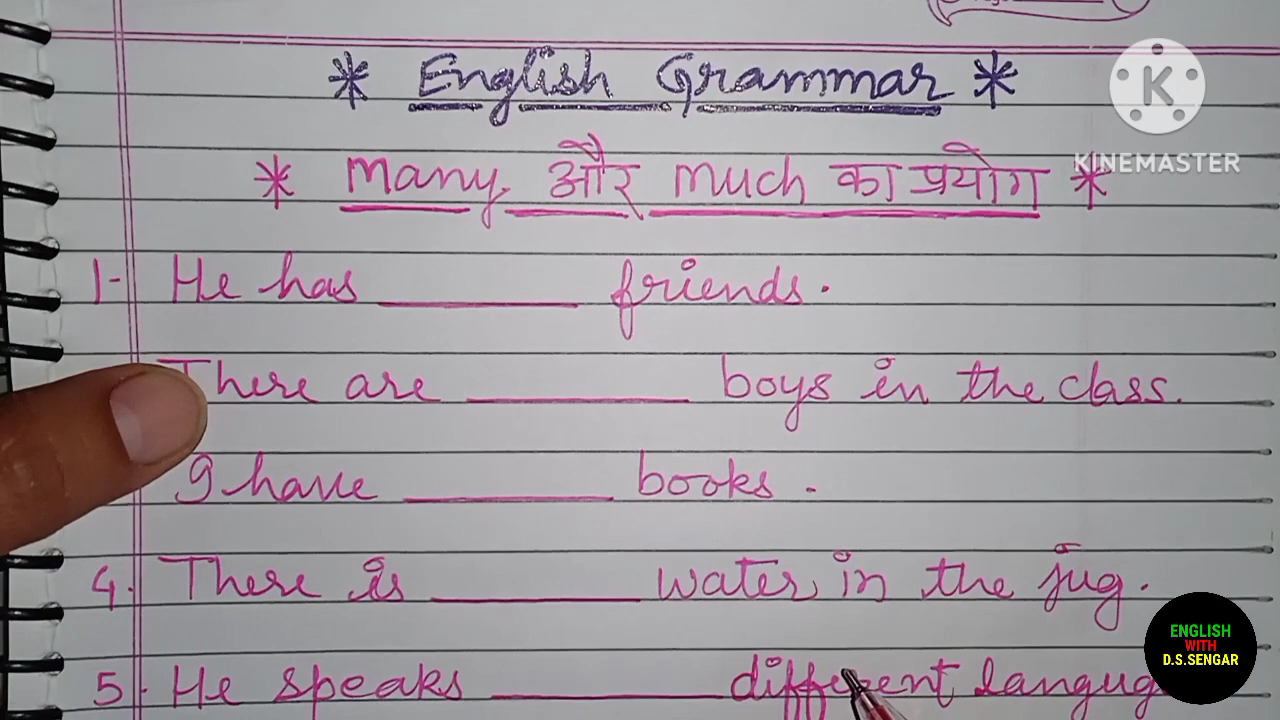 * English Grammar *
KINEMASTER
* Many और much का प्रयोग *
1- He has ________ friends.
There are ________ boys in the class.
I have ________ books.
4. There is ________ water in the jug.
5. He speaks ________ different
ENGLISH
WITH
D.S.SENGAR